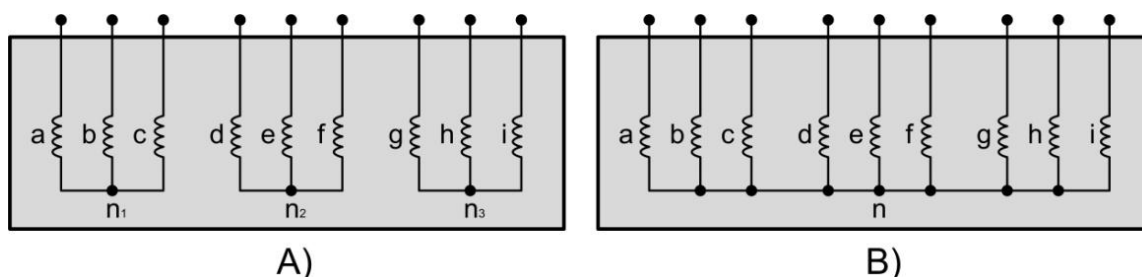 a b c d e f g h i a b c d e f g h i
n₁ n₂ n₃ n
A) B)